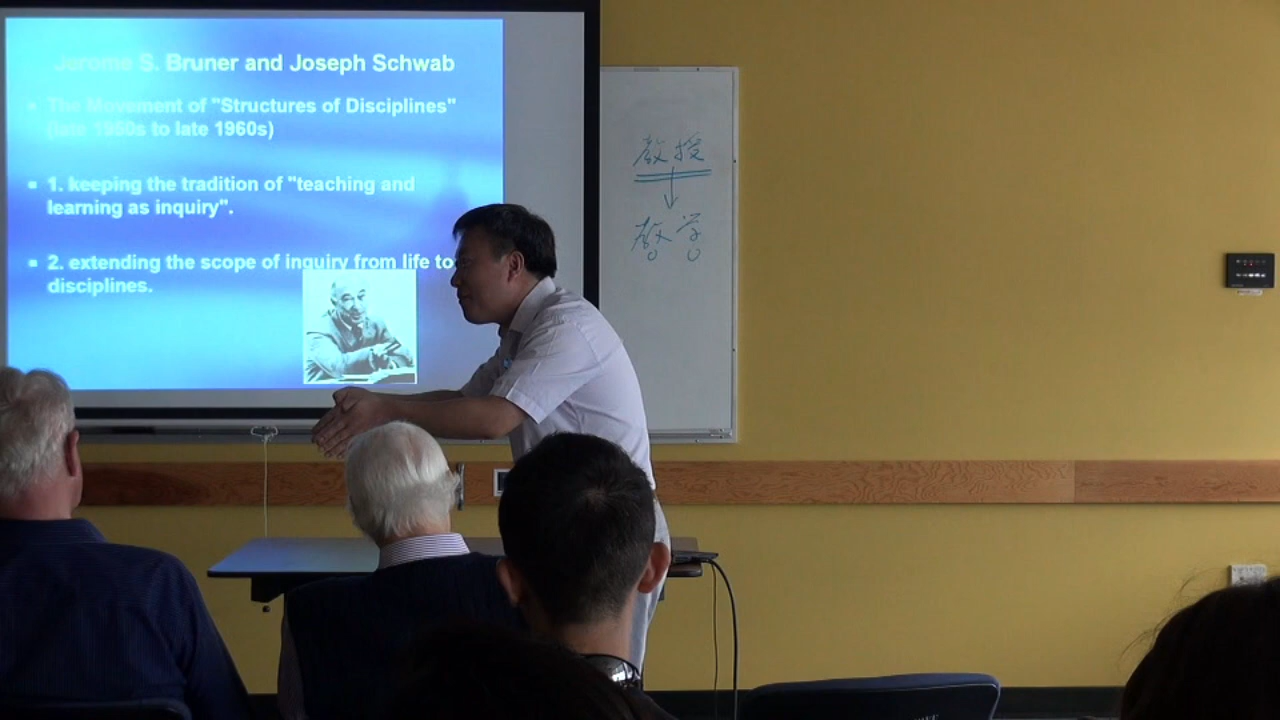 Jerome S. Bruner and Joseph Schwab
The Movement of "Structures of Disciplines"
(late 1950s to late 1960s)
1. keeping the tradition of "teaching and
learning as inquiry".
2. extending the scope of inquiry from life to
disciplines.
教授
教学